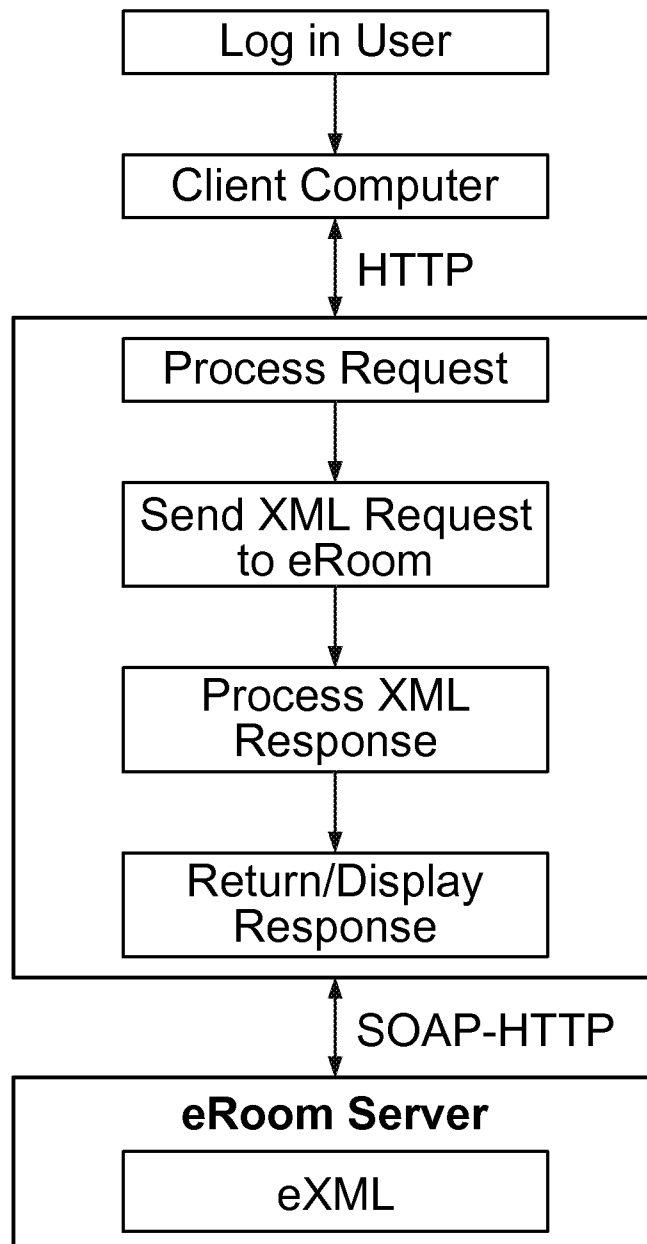 Log in User
Client Computer
HTTP
Process Request
Send XML Request
to eRoom
Process XML
Response
Return/Display
Response
SOAP-HTTP
eRoom Server
eXML